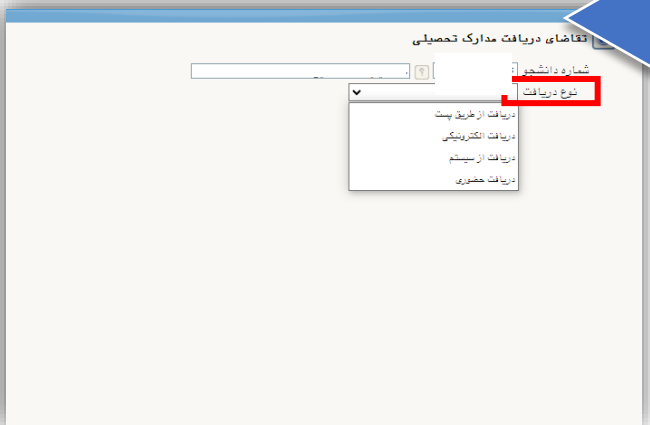 تقاضای دریافت مدارک تحصیلی
شماره دانشجو ?
نوع دریافت
دریافت از طریق پست
دریافت الکترونیکی
دریافت از سیستم
دریافت حضوری